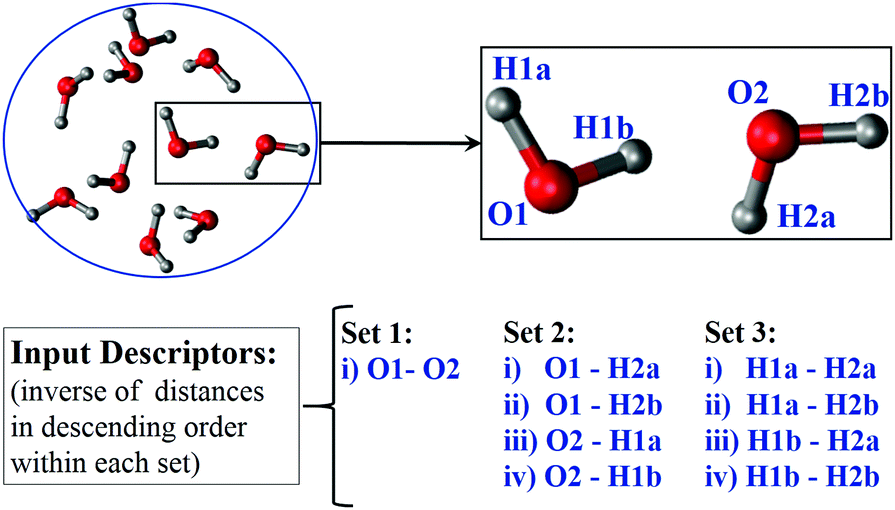 H1a
O2
H2b
H1b
O1
H2a
Input Descriptors:
(inverse of distances
in descending order
within each set)
Set 1:
i) O1- O2
Set 2:
i) O1 - H2a
ii) O1 - H2b
iii) O2 - H1a
iv) O2 - H1b
Set 3:
i) H1a - H2a
ii) H1a - H2b
iii) H1b - H2a
iv) H1b - H2b